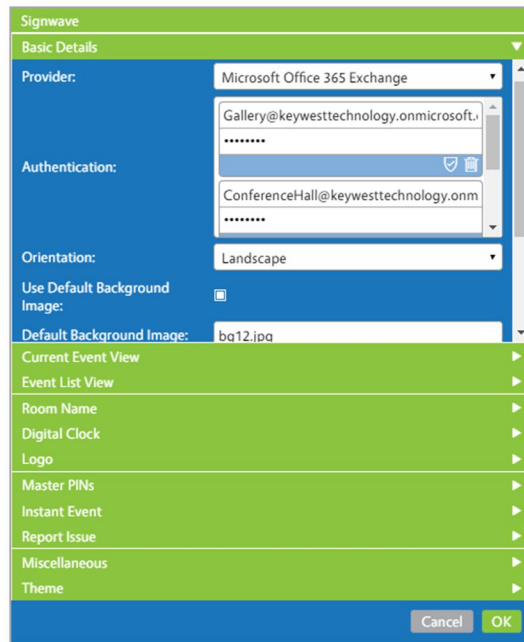 Signwave
Basic Details
Provider:
Microsoft Office 365 Exchange
Authentication:
Gallery@keywesttechnology.onmicrosoft.
••••••••
ConferenceHall@keywesttechnology.onm
••••••••
Orientation:
Landscape
Use Default Background
Image:
Default Background Image:
bg12.jpg
Current Event View
Event List View
Room Name
Digital Clock
Logo
Master PINs
Instant Event
Report Issue
Miscellaneous
Theme
Cancel
OK